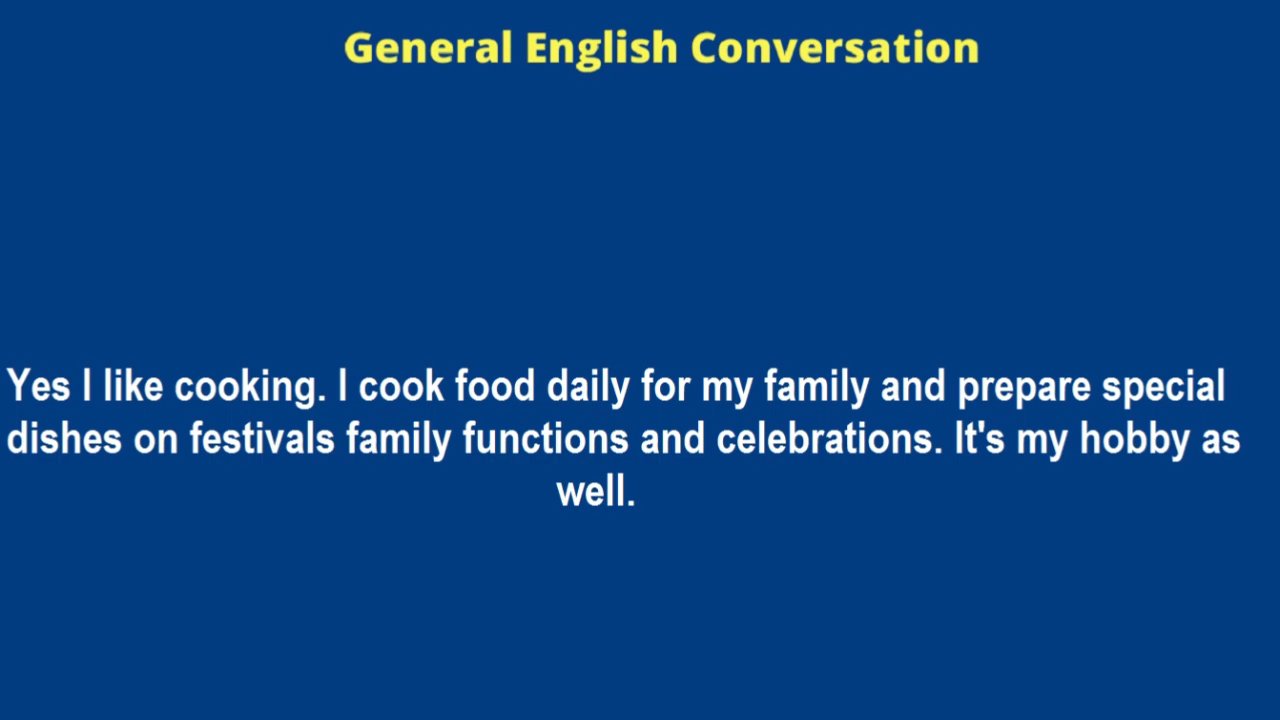 General English Conversation
Yes I like cooking. I cook food daily for my family and prepare special
dishes on festivals family functions and celebrations. It's my hobby as
well.